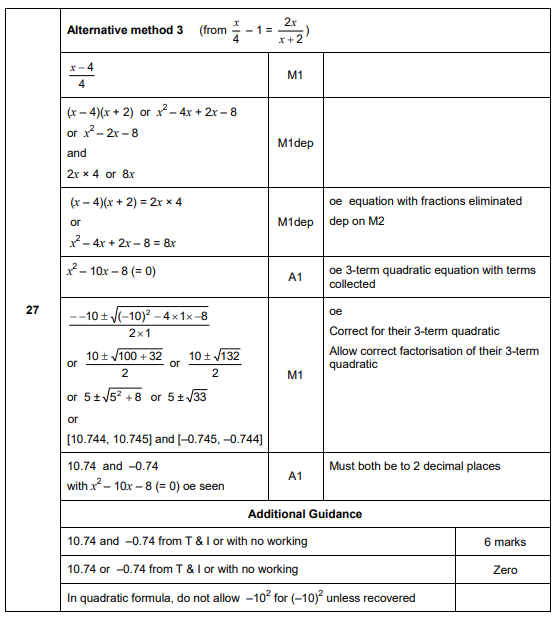 Alternative method 3 (from x/4 – 1 = 2x/(x + 2))
(x – 4)/4
M1
(x – 4)(x + 2) or x² – 4x + 2x – 8
or x² – 2x – 8
and
2x × 4 or 8x
M1dep
(x – 4)(x + 2) = 2x × 4
or
x² – 4x + 2x – 8 = 8x
M1dep
oe equation with fractions eliminated
dep on M2
x² – 10x – 8 (= 0)
A1
oe 3-term quadratic equation with terms
collected
27
(– –10 ± √((–10)² – 4 × 1 × –8))/(2 × 1)
or (10 ± √(100 + 32))/2 or (10 ± √132)/2
or 5 ± √(5² + 8) or 5 ± √33
or
[10.744, 10.745] and [–0.745, –0.744]
M1
oe
Correct for their 3-term quadratic
Allow correct factorisation of their 3-term
quadratic
10.74 and –0.74
with x² – 10x – 8 (= 0) oe seen
A1
Must both be to 2 decimal places
Additional Guidance
10.74 and –0.74 from T & I or with no working
6 marks
10.74 or –0.74 from T & I or with no working
Zero
In quadratic formula, do not allow –10² for (–10)² unless recovered